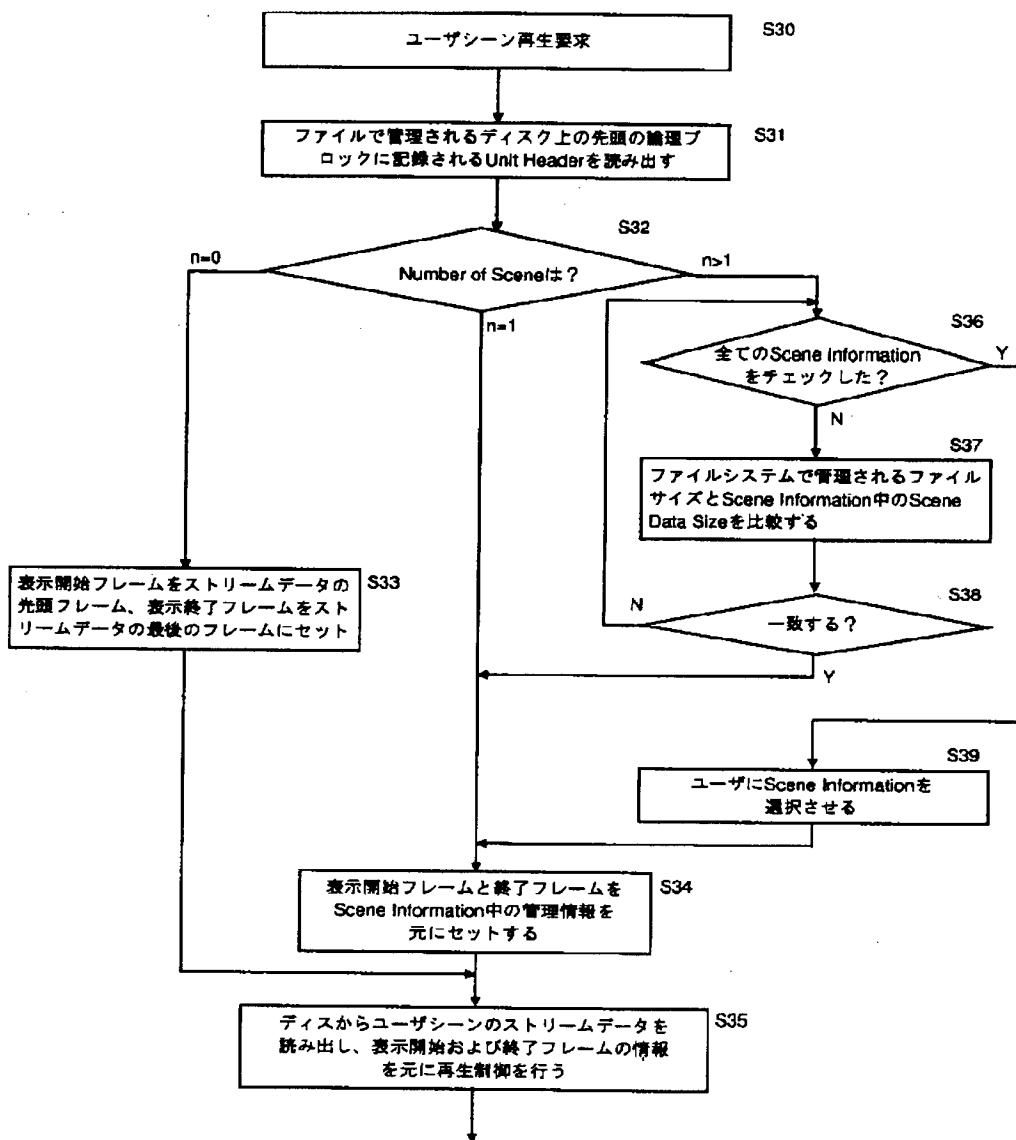 ユーザシーン再生要求
S30
ファイルで管理されるディスク上の先頭の論理ブ
ロックに記録されるUnit Headerを読み出す
S31
S32
Number of Sceneは？
n=0
n>1
n=1
S36
全てのScene Information
をチェックした？
Y
N
S37
ファイルシステムで管理されるファイル
サイズとScene Information中のScene
Data Sizeを比較する
S38
一致する？
N
Y
S33
表示開始フレームをストリームデータの
先頭フレーム、表示終了フレームをスト
リームデータの最後のフレームにセット
S39
ユーザにScene Informationを
選択させる
S34
表示開始フレームと終了フレームを
Scene Information中の管理情報を
元にセットする
S35
ディスからユーザシーンのストリームデータを
読み出し、表示開始および終了フレームの情報
を元に再生制御を行う